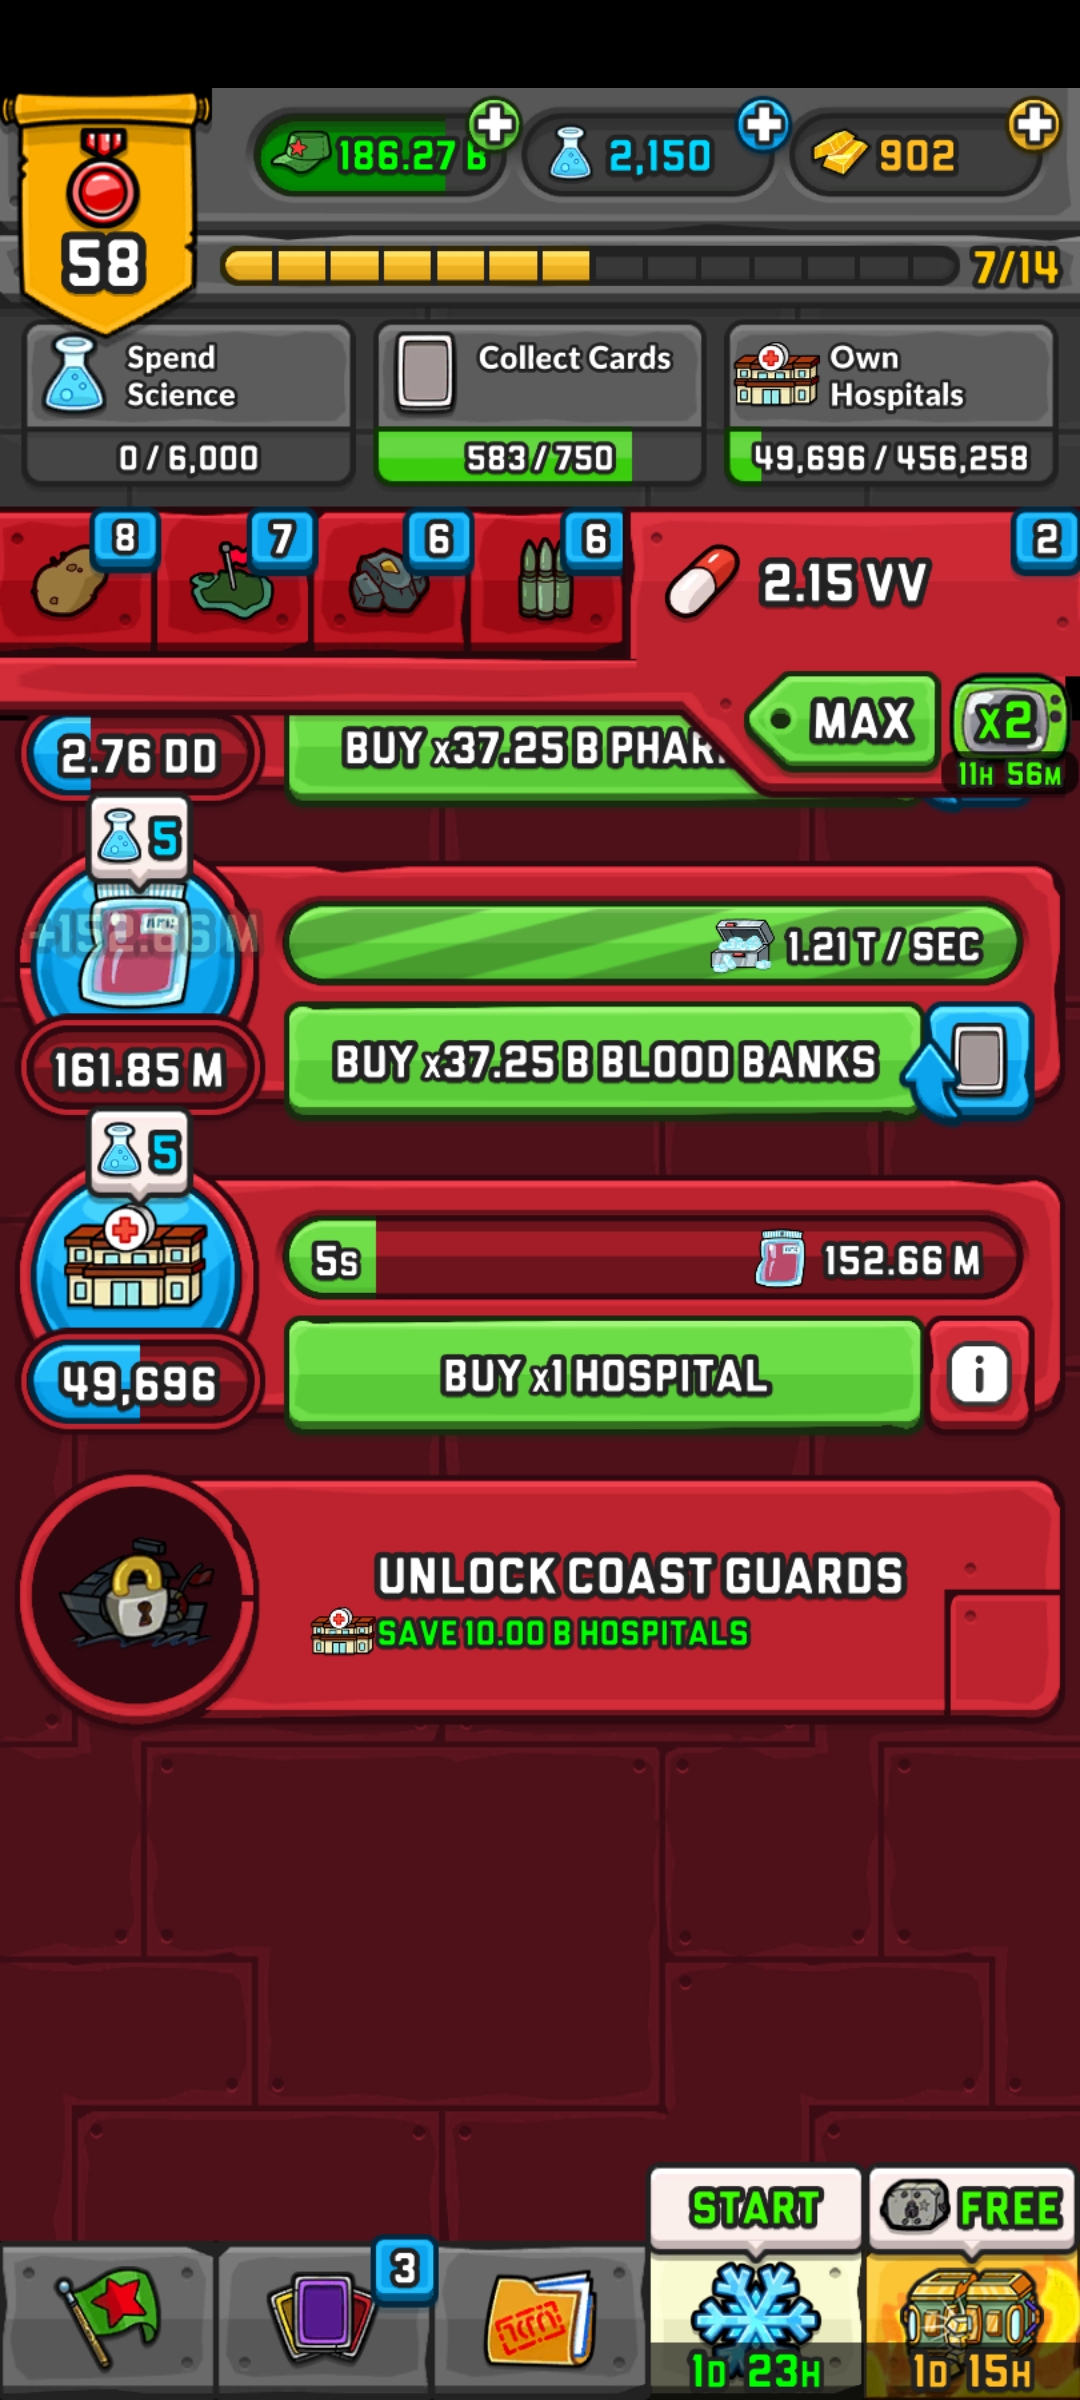 58
186.27 B
2,150
902
7/14
Spend
Science
0 / 6,000
Collect Cards
583 / 750
Own
Hospitals
49,696 / 456,258
8
7
6
6
2.15 VV
2
MAX
x2
11H 56M
2.76 DD
BUY x37.25 B PHAR
5
+152.66 M
1.21 T / SEC
161.85 M
BUY x37.25 B BLOOD BANKS
5
5s
152.66 M
49,696
BUY x1 HOSPITAL
i
UNLOCK COAST GUARDS
SAVE 10.00 B HOSPITALS
START
FREE
3
1D 23H
1D 15H